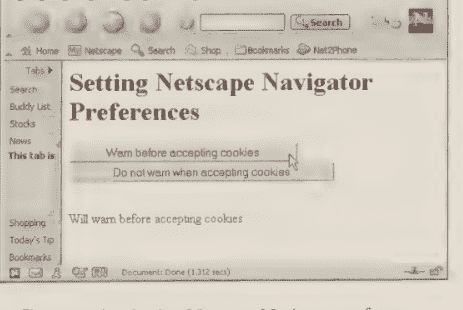 Search
Home My Netscape Search Shop Bookmarks Net2Phone
Tabs
Search
Buddy List
Stocks
News
This tab is
Shopping
Today's Tip
Bookmarks
Setting Netscape Navigator
Preferences
Warn before accepting cookies
Do not warn when accepting cookies
Will warn before accepting cookies
Document: Done (1.312 secs)